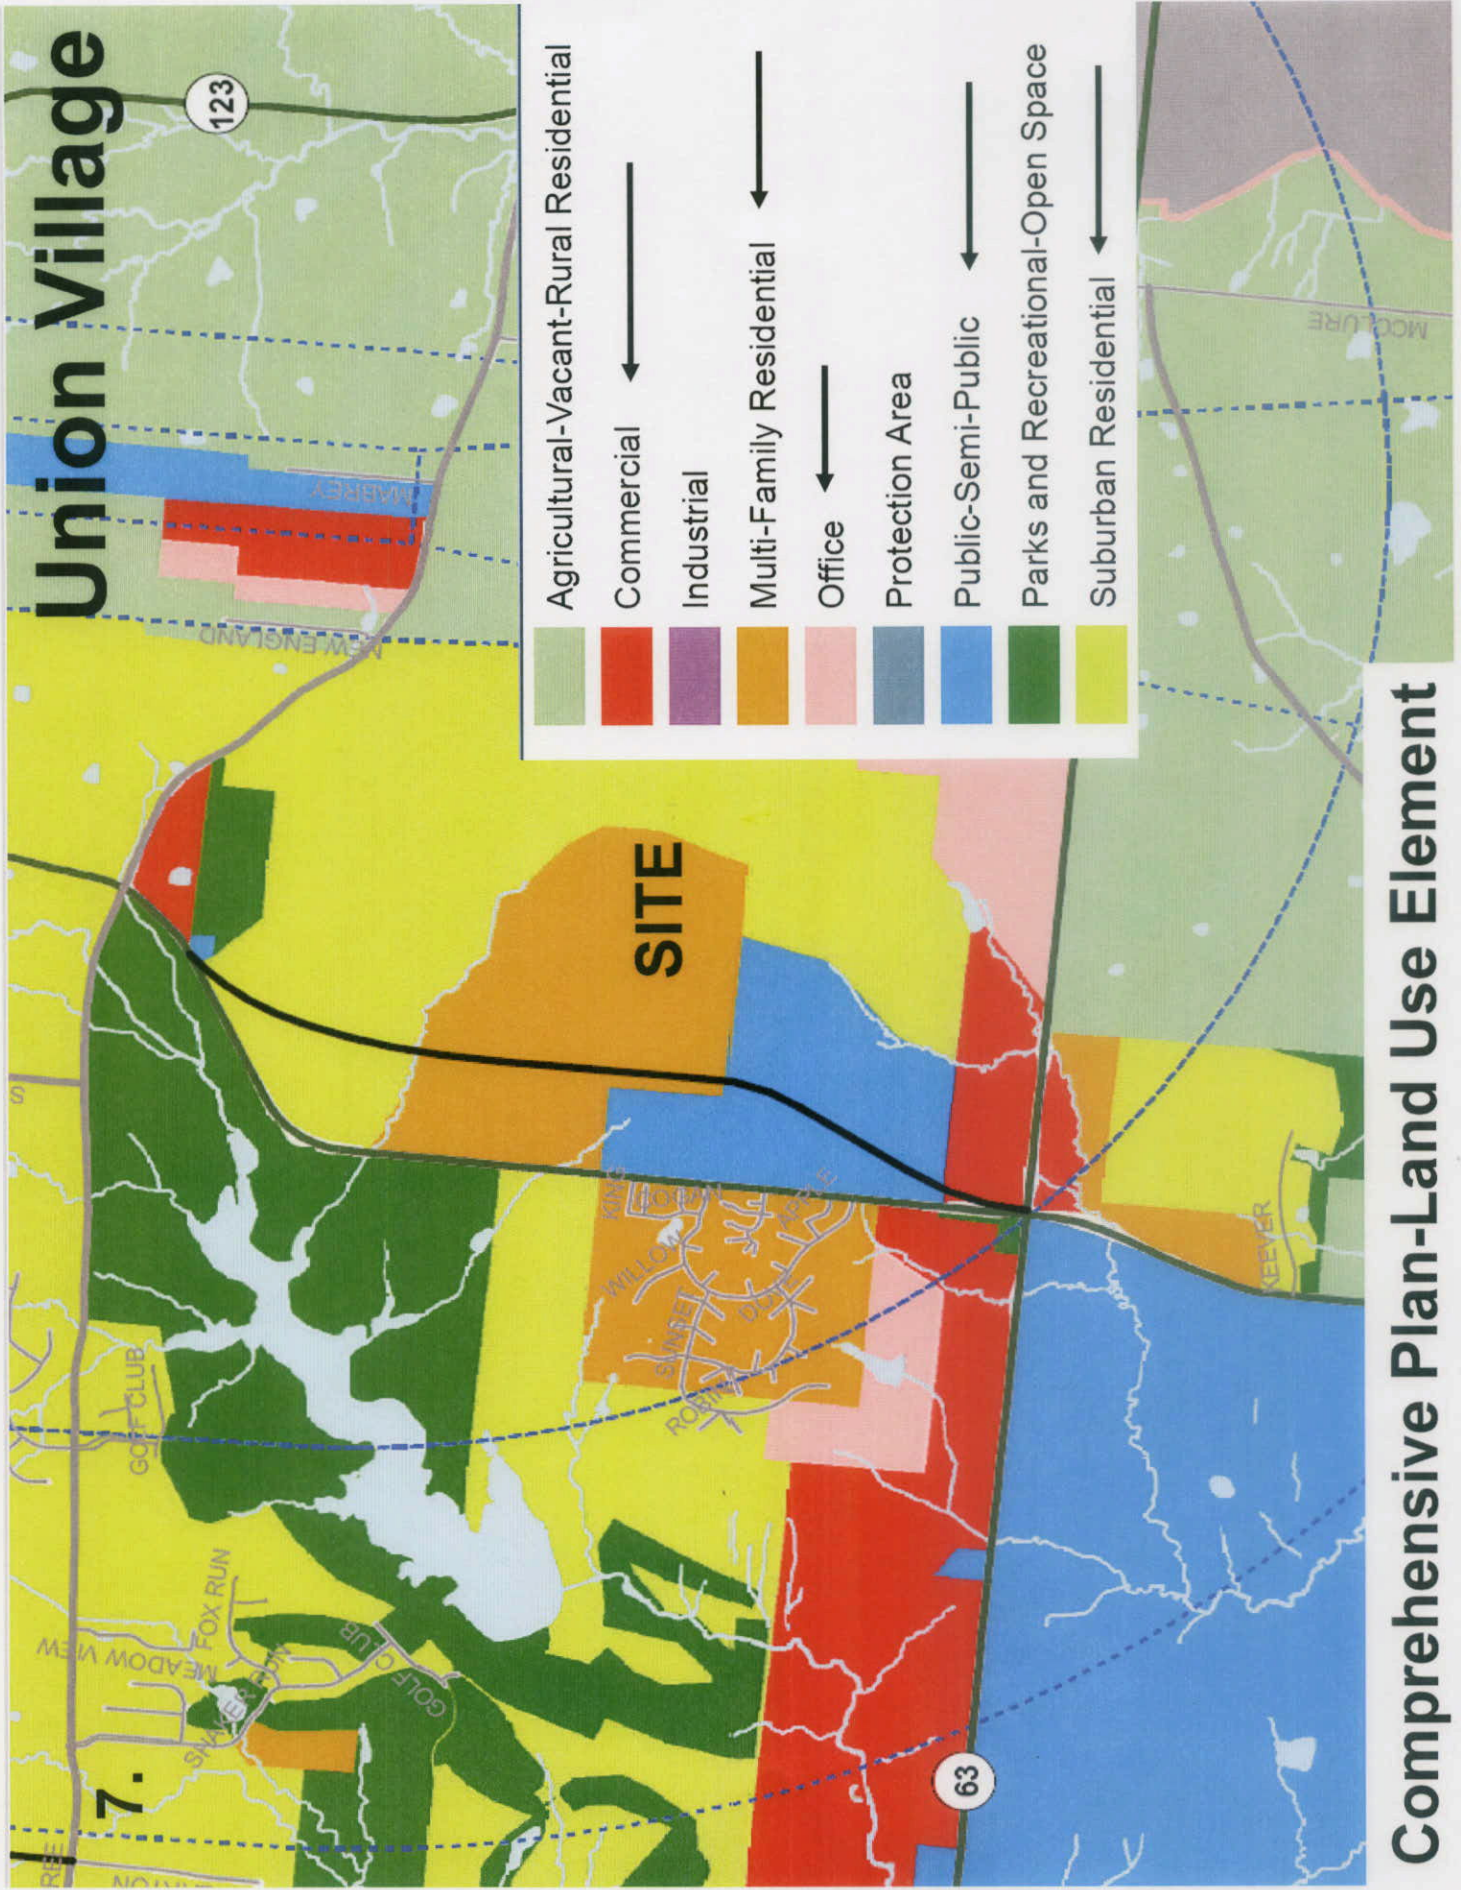 Union Village
123
Agricultural-Vacant-Rural Residential
Commercial
Industrial
Multi-Family Residential
Office
Protection Area
Public-Semi-Public
Parks and Recreational-Open Space
Suburban Residential
SITE
MABREY
NEW ENGLAND
MCCLURE
KEEVER
KING
WILLOW
APPLE
SUNSET
ROBIN
GOLF CLUB
GOLF CLUB
FOX RUN
MEADOW VIEW
SHAKER RUN
S
63
7.
Comprehensive Plan-Land Use Element